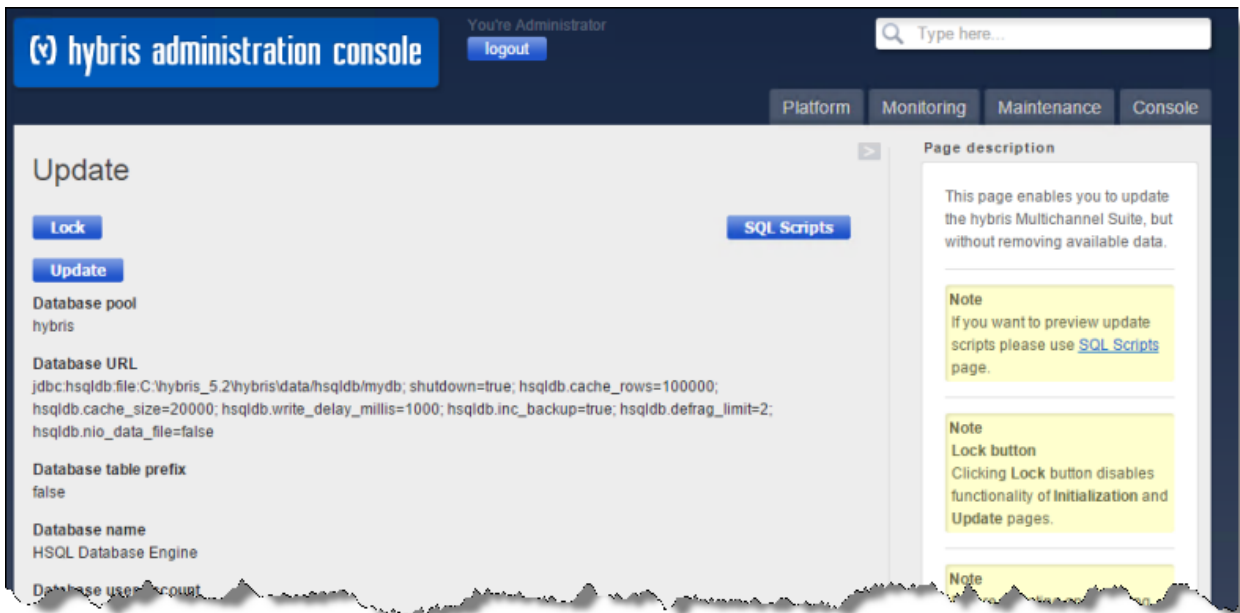 (y) hybris administration console
You're Administrator
logout
Type here...
Platform Monitoring Maintenance Console
Update
>
Lock
SQL Scripts
Update
Database pool
hybris
Database URL
jdbc:hsqldb:file:C:\hybris_5.2\hybris\data/hsqldb/mydb; shutdown=true; hsqldb.cache_rows=100000;
hsqldb.cache_size=20000; hsqldb.write_delay_millis=1000; hsqldb.inc_backup=true; hsqldb.defrag_limit=2;
hsqldb.nio_data_file=false
Database table prefix
false
Database name
HSQL Database Engine
Database user account
Page description
This page enables you to update
the hybris Multichannel Suite, but
without removing available data.
Note
If you want to preview update
scripts please use SQL Scripts
page.
Note
Lock button
Clicking Lock button disables
functionality of Initialization and
Update pages.
Note